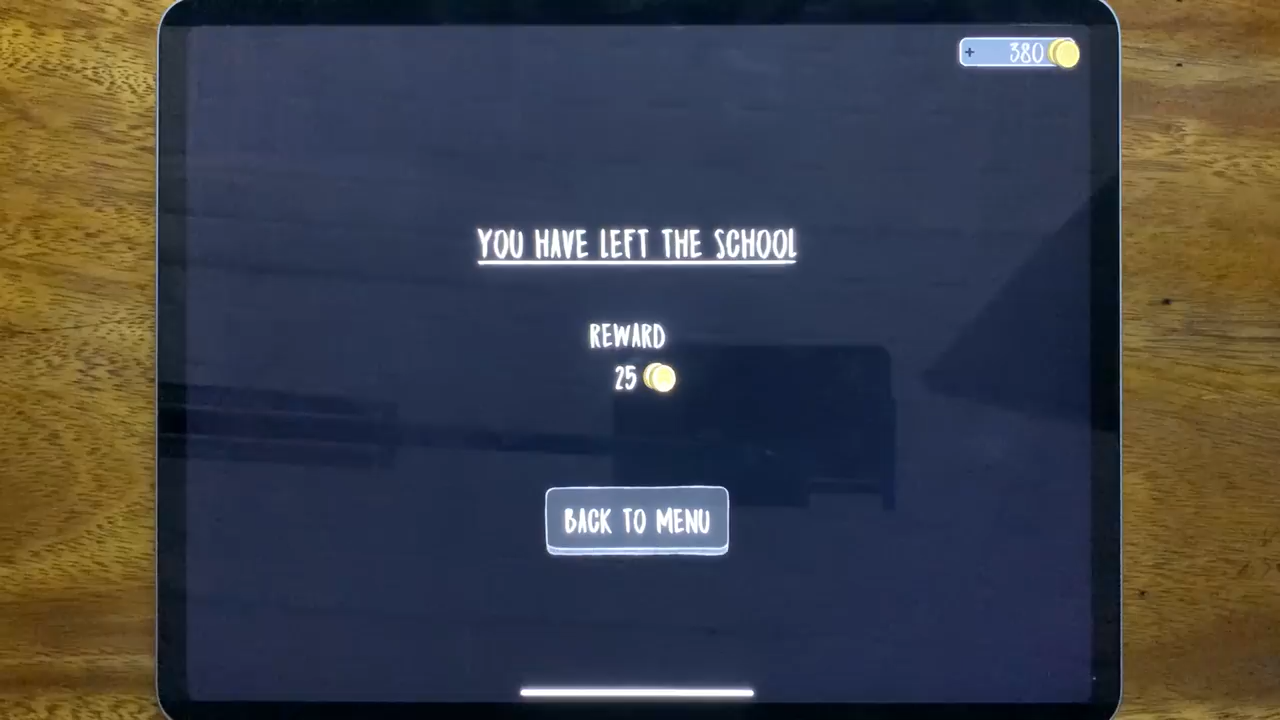 + 380
YOU HAVE LEFT THE SCHOOL
REWARD
25
BACK TO MENU